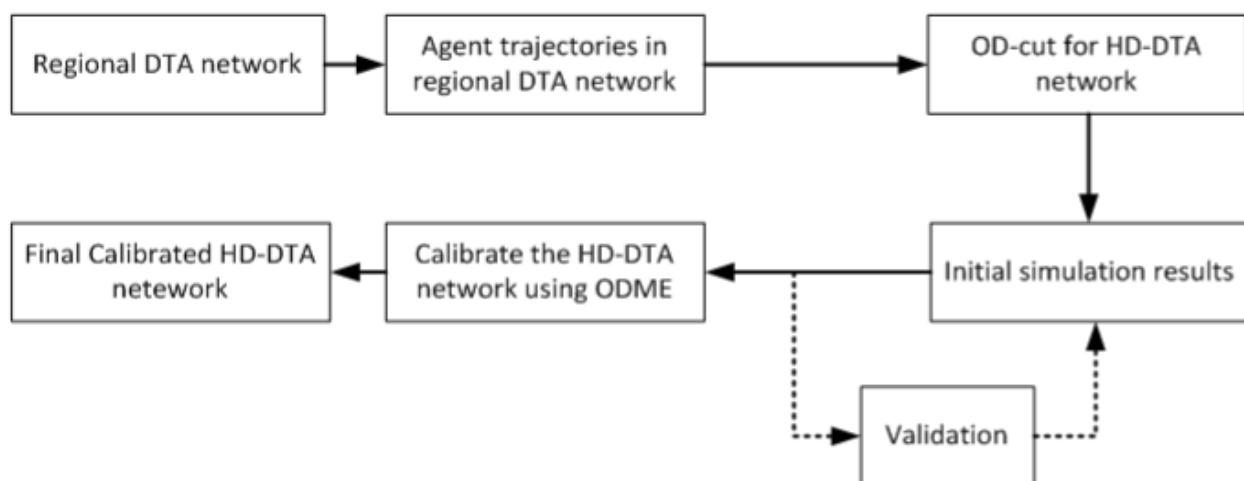 Regional DTA network
Agent trajectories in
regional DTA network
OD-cut for HD-DTA
network
Final Calibrated HD-DTA
netework
Calibrate the HD-DTA
network using ODME
Initial simulation results
Validation